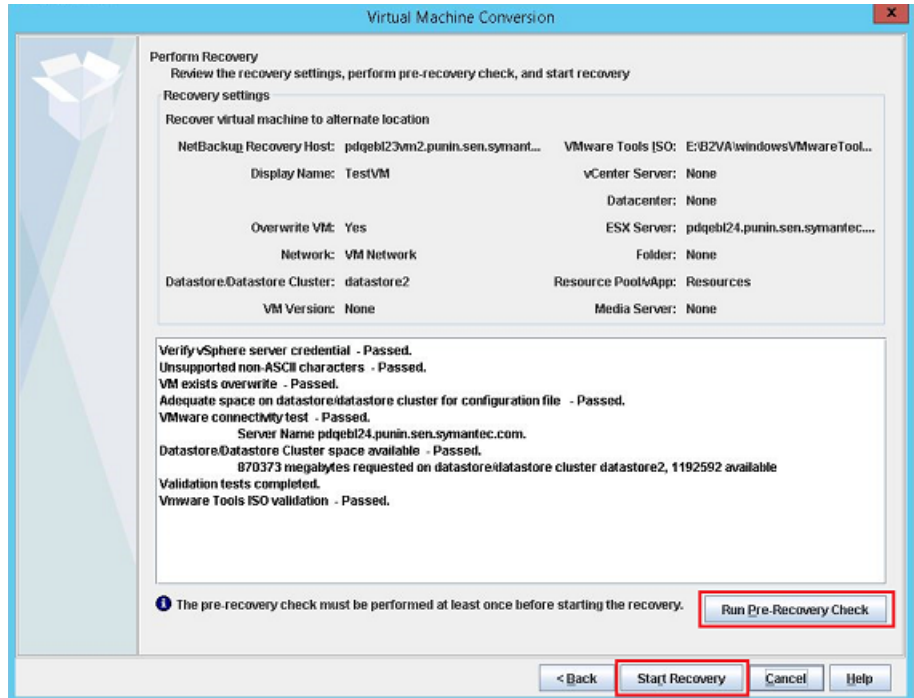 Virtual Machine Conversion
x
Perform Recovery
Review the recovery settings, perform pre-recovery check, and start recovery
Recovery settings
Recover virtual machine to alternate location
NetBackup Recovery Host: pdqebl23vm2.punin.sen.symant... VMware Tools ISO: E:\B2VA\windowsVMwareTool...
Display Name: TestVM vCenter Server: None
Datacenter: None
Overwrite VM: Yes ESX Server: pdqebl24.punin.sen.symantec....
Network: VM Network Folder: None
Datastore/Datastore Cluster: datastore2 Resource Pool/vApp: Resources
VM Version: None Media Server: None
Verify vSphere server credential - Passed.
Unsupported non-ASCII characters - Passed.
VM exists overwrite - Passed.
Adequate space on datastore/datastore cluster for configuration file - Passed.
VMware connectivity test - Passed.
Server Name pdqebl24.punin.sen.symantec.com.
Datastore/Datastore Cluster space available - Passed.
870373 megabytes requested on datastore/datastore cluster datastore2, 1192592 available
Validation tests completed.
Vmware Tools ISO validation - Passed.
The pre-recovery check must be performed at least once before starting the recovery.
Run Pre-Recovery Check
< Back Start Recovery Cancel Help